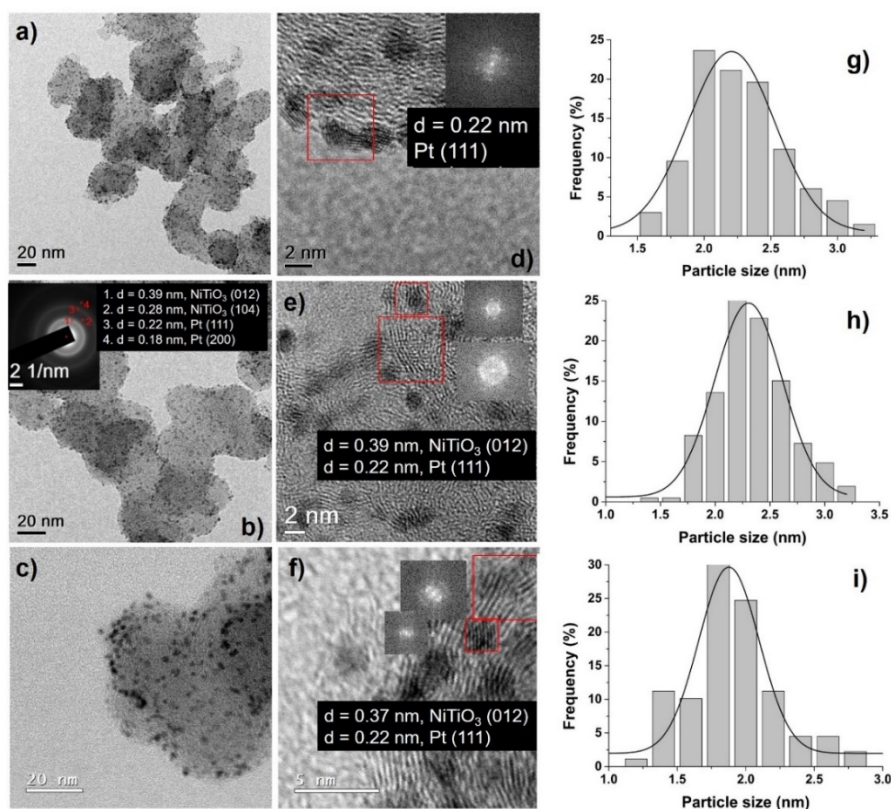 a)
20 nm
d = 0.22 nm
Pt (111)
2 nm
d)
g)
Frequency (%)
25
20
15
10
5
0
1.5 2.0 2.5 3.0
Particle size (nm)
1. d = 0.39 nm, NiTiO3 (012)
2. d = 0.28 nm, NiTiO3 (104)
3. d = 0.22 nm, Pt (111)
4. d = 0.18 nm, Pt (200)
3 4
2
2 1/nm
20 nm
b)
e)
d = 0.39 nm, NiTiO3 (012)
d = 0.22 nm, Pt (111)
2 nm
h)
Frequency (%)
25
20
15
10
5
0
1.0 1.5 2.0 2.5 3.0 3.5
Particle size (nm)
c)
20 nm
f)
d = 0.37 nm, NiTiO3 (012)
d = 0.22 nm, Pt (111)
5 nm
i)
Frequency (%)
30
25
20
15
10
5
0
1.0 1.5 2.0 2.5 3.0
Particle size (nm)